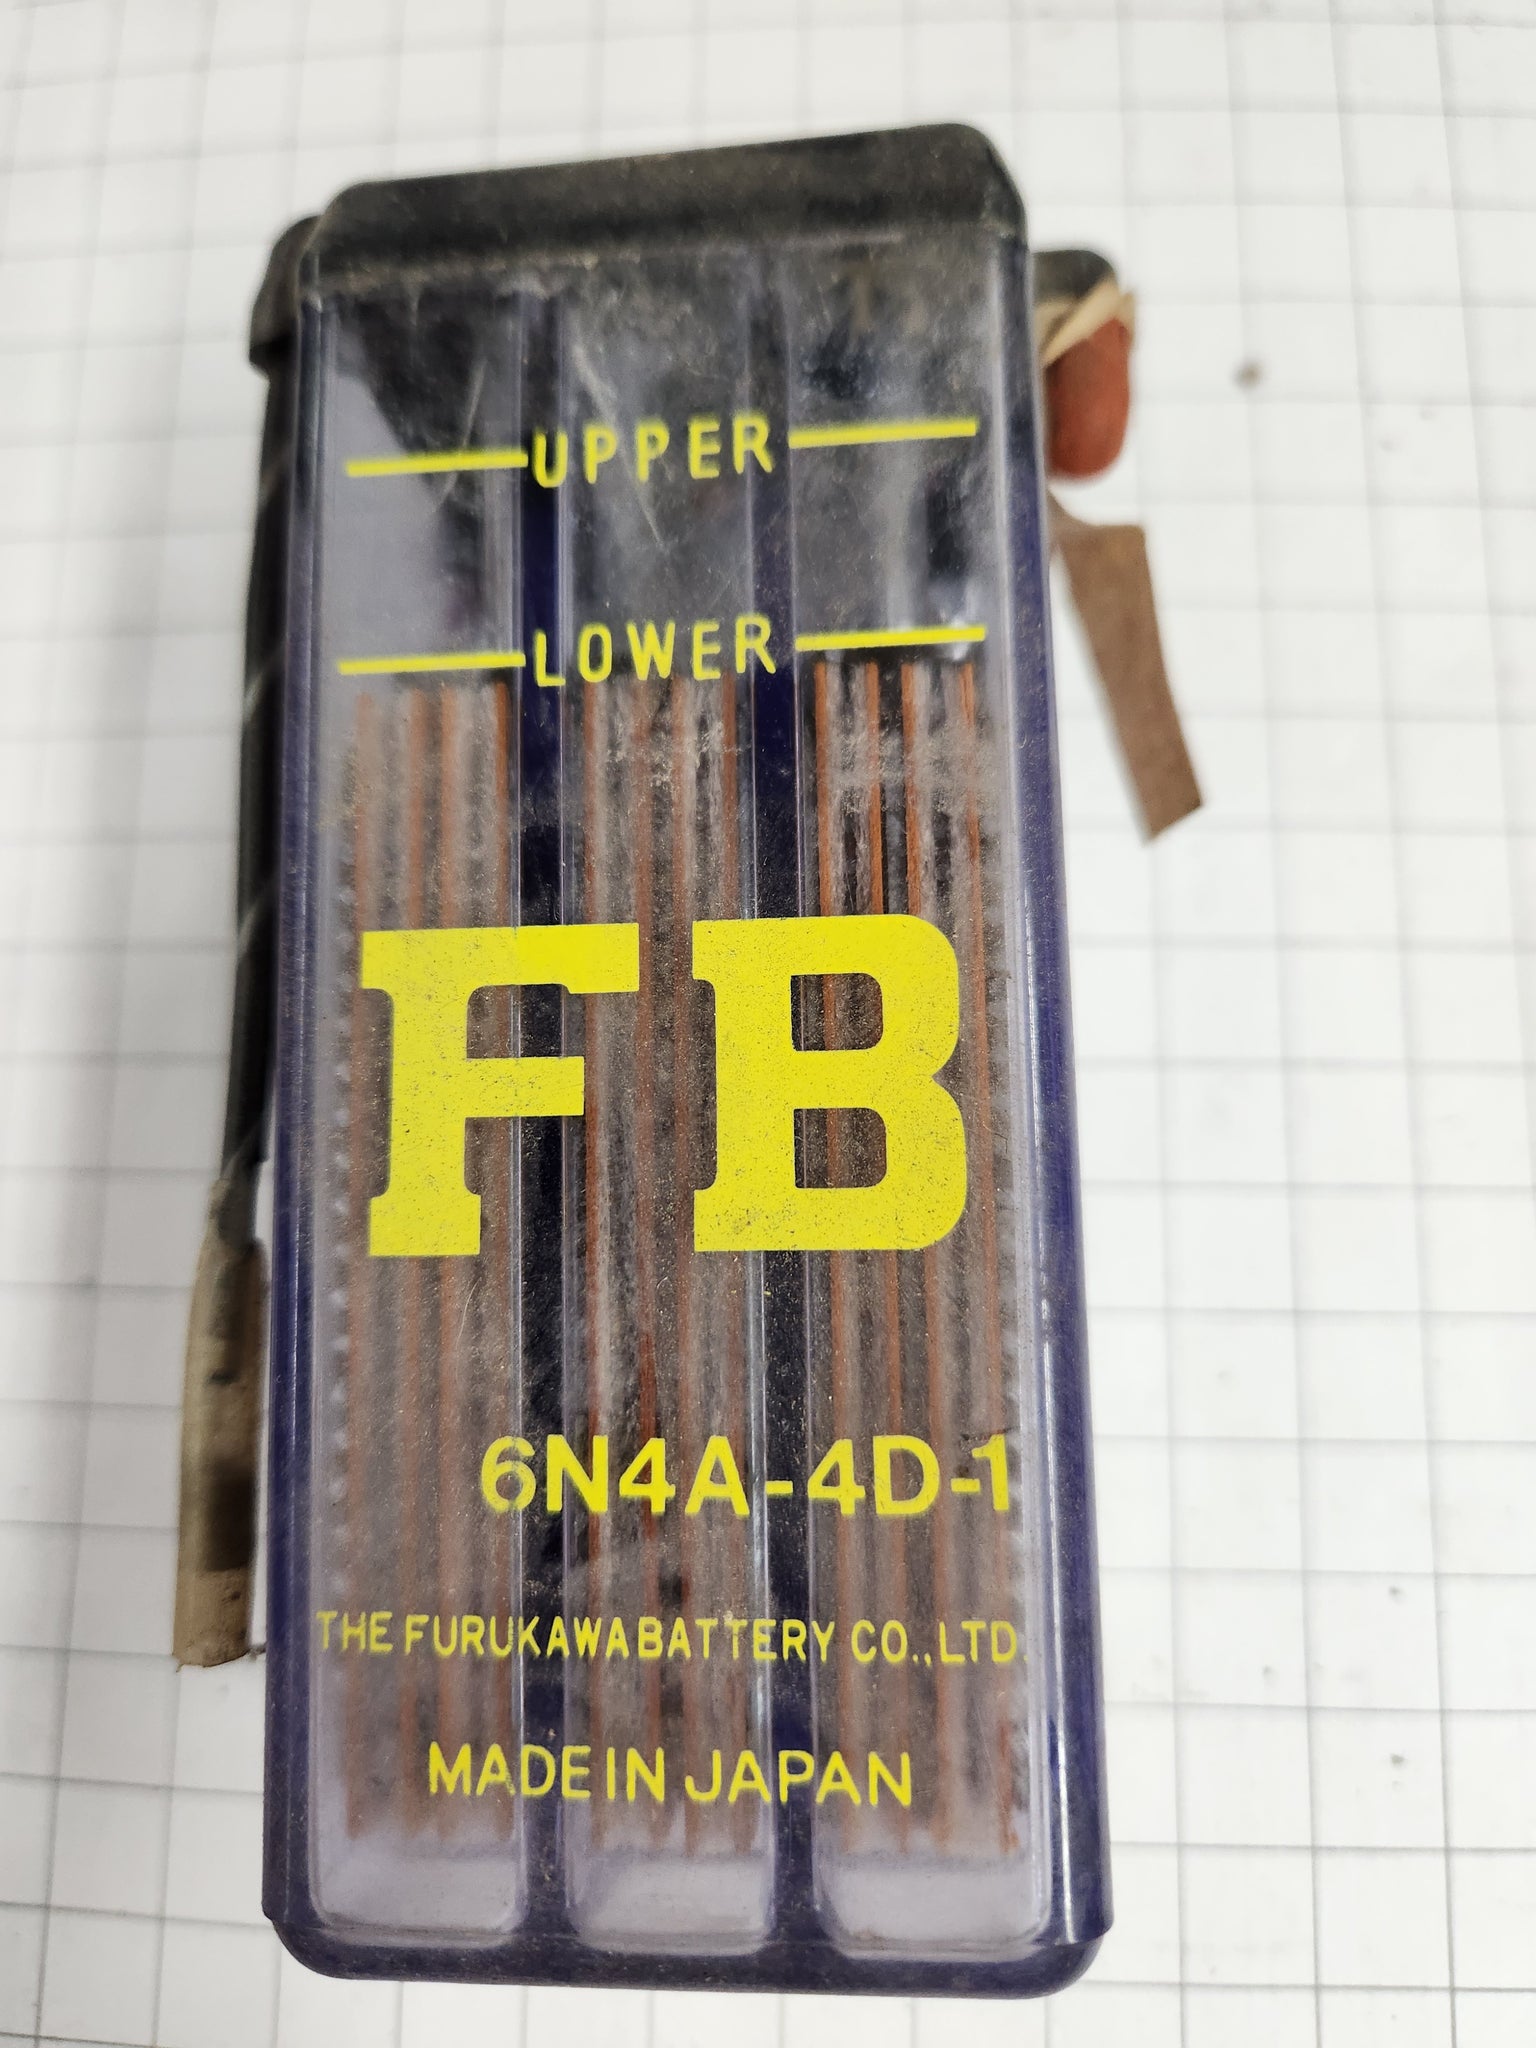 UPPER
LOWER
FB
6N4A-4D-1
THE FURUKAWA BATTERY CO.,LTD.
MADE IN JAPAN